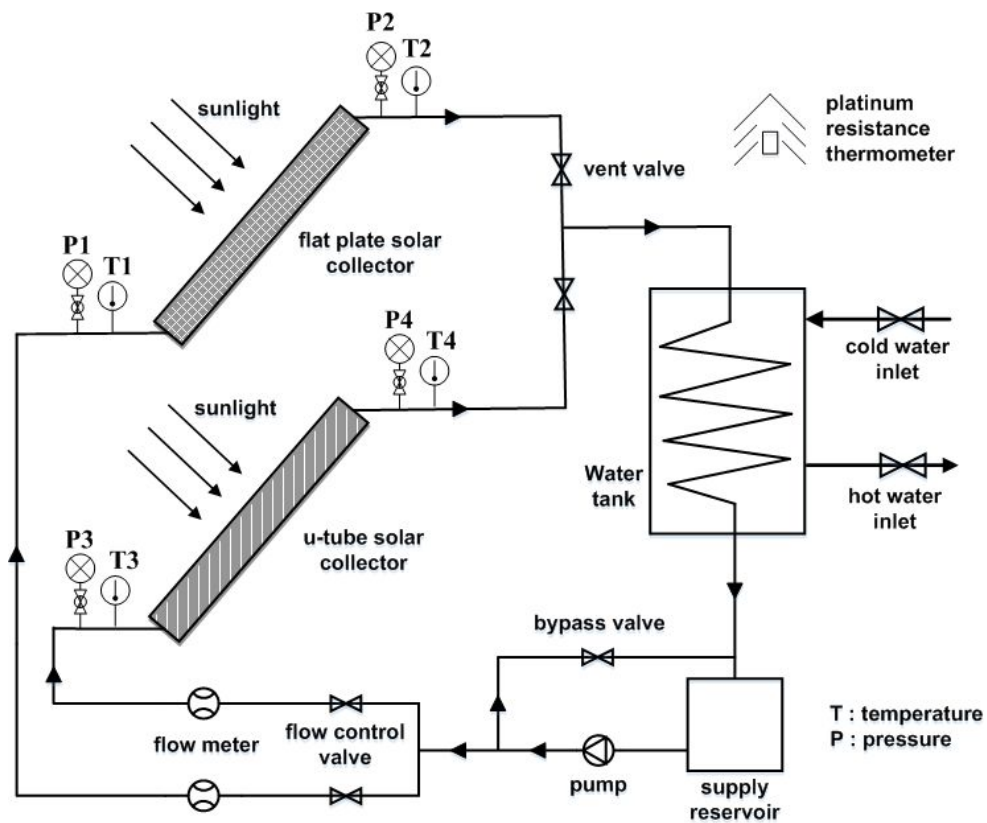 P2
T2
sunlight
platinum
resistance
thermometer
vent valve
P1
T1
flat plate solar
collector
P4
T4
cold water
inlet
sunlight
Water
tank
hot water
inlet
P3
T3
u-tube solar
collector
bypass valve
flow meter
flow control
valve
T : temperature
P : pressure
pump
supply
reservoir